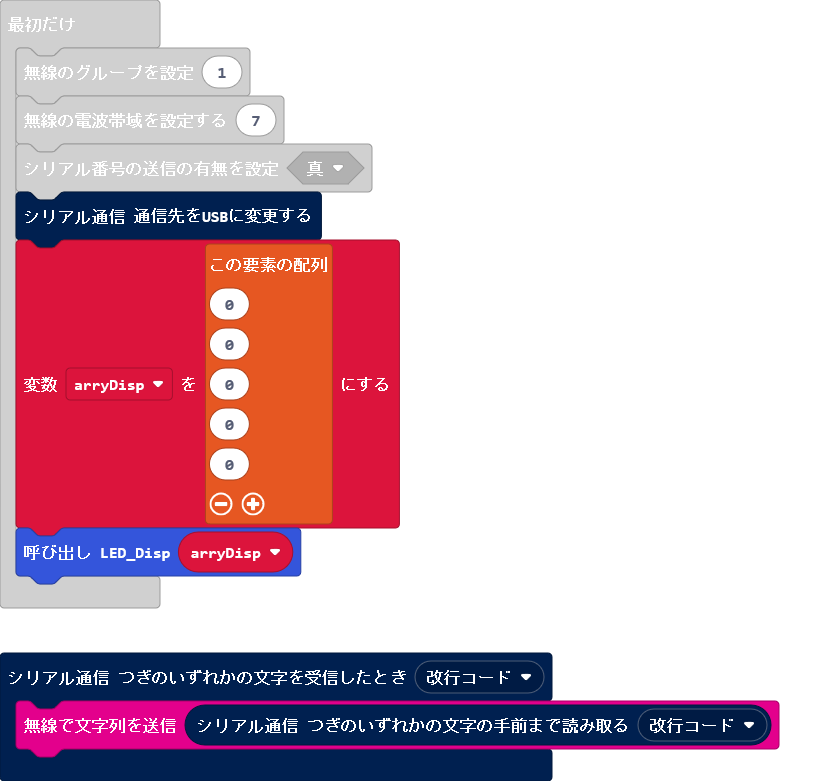 最初だけ
無線のグループを設定 1
無線の電波帯域を設定する 7
シリアル番号の送信の有無を設定 真
シリアル通信 通信先をUSBに変更する
この要素の配列
0
0
変数 arryDisp を 0 にする
0
0
呼び出し LED_Disp arryDisp
シリアル通信 つぎのいずれかの文字を受信したとき 改行コード
無線で文字列を送信 シリアル通信 つぎのいずれかの文字の手前まで読み取る 改行コード